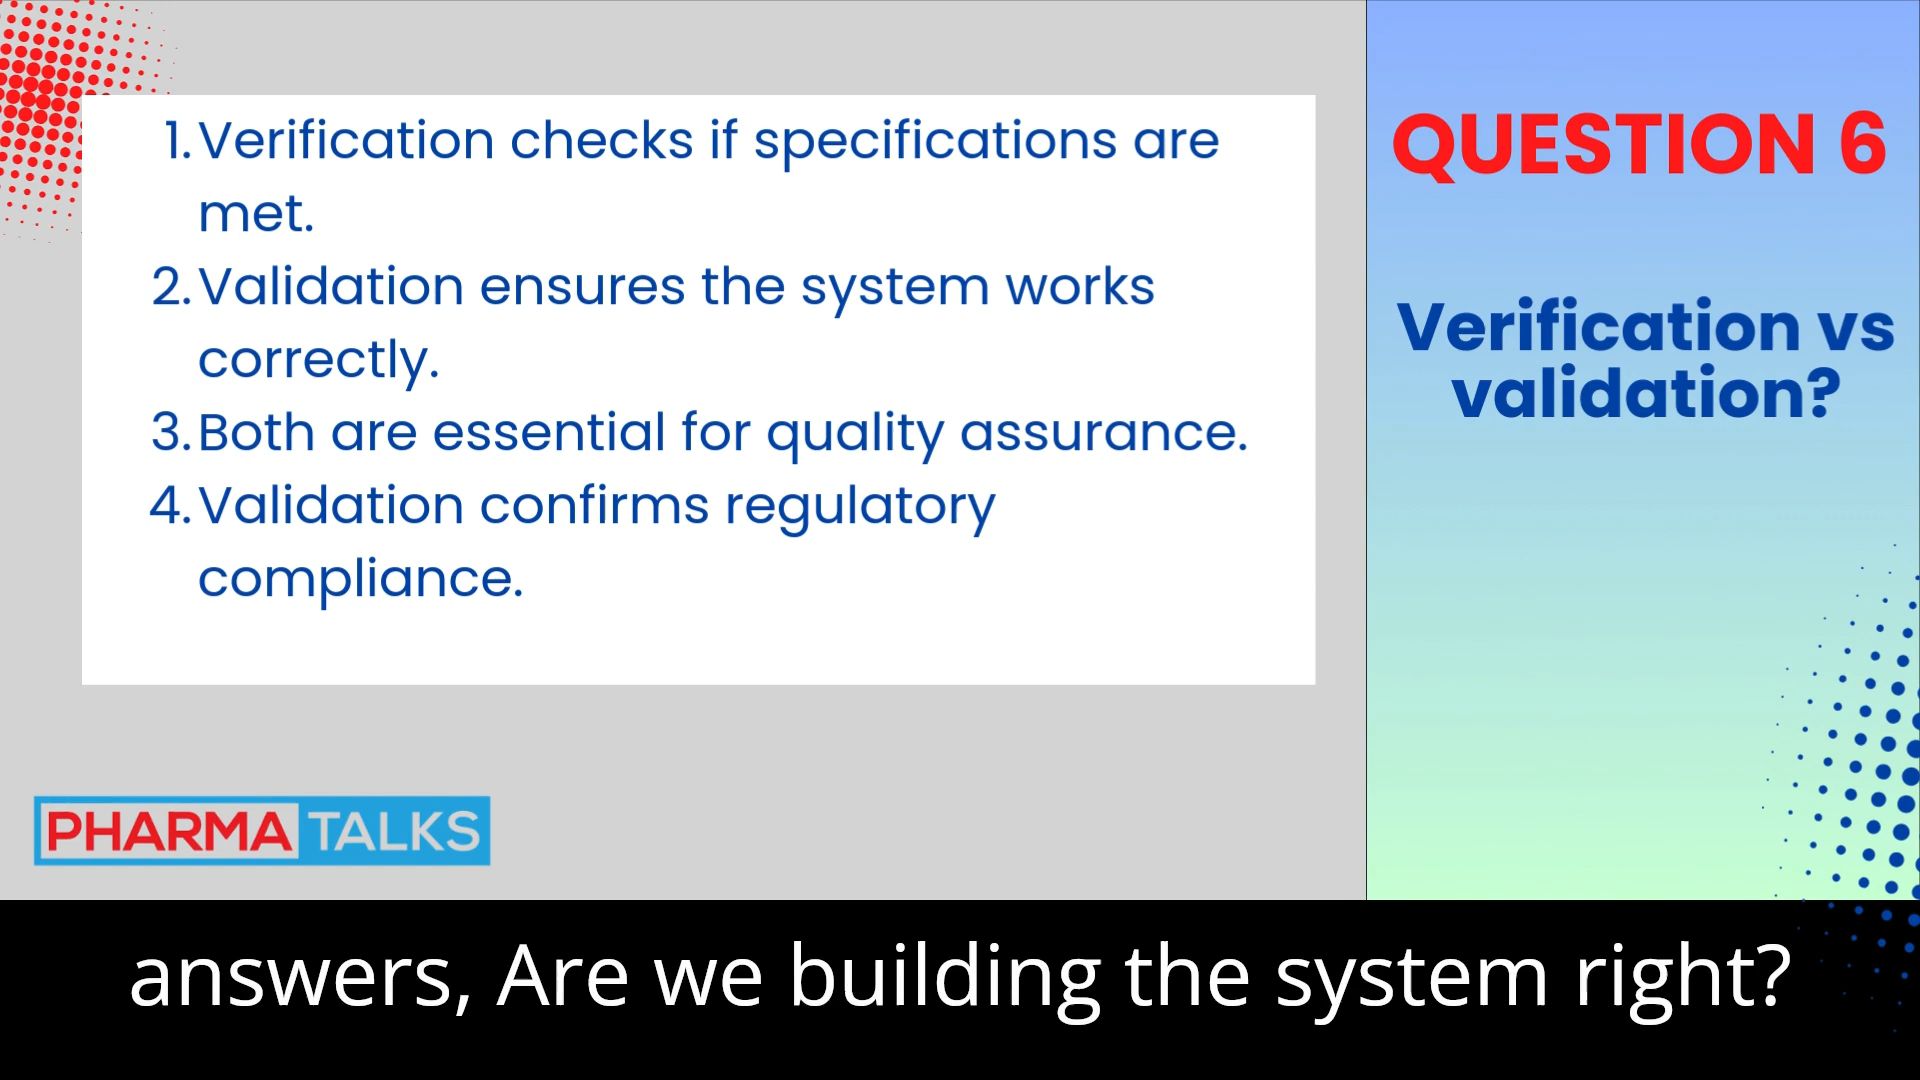 1. Verification checks if specifications are
met.
2. Validation ensures the system works
correctly.
3. Both are essential for quality assurance.
4. Validation confirms regulatory
compliance.
QUESTION 6
Verification vs
validation?
PHARMA TALKS
answers, Are we building the system right?